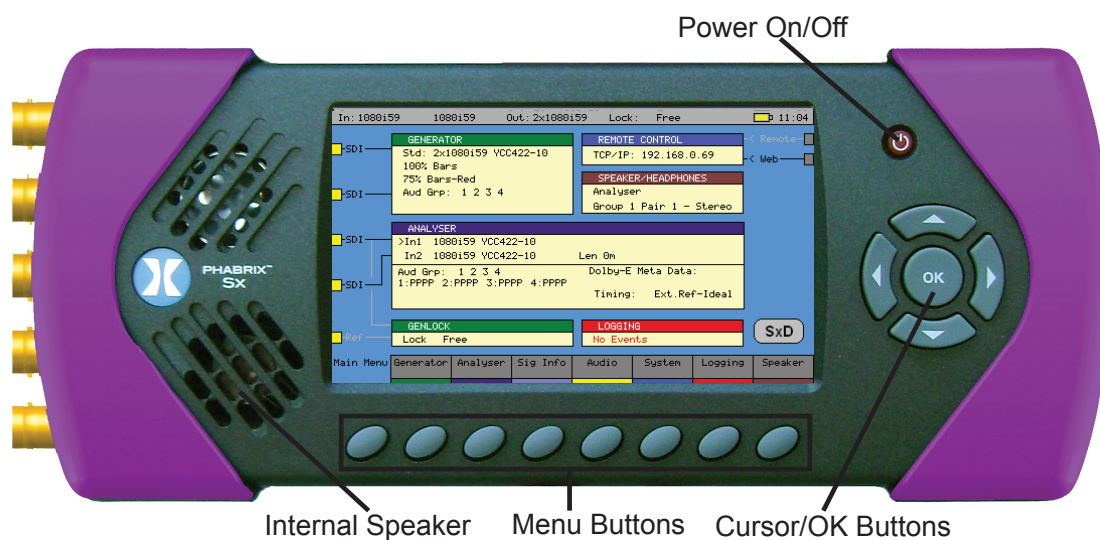 Power On/Off
In: 1080i59 1080i59 Out: 2x1080i59 Lock: Free 11:04
GENERATOR
Std: 2x1080i59 YCC422-10
100% Bars
75% Bars-Red
Aud Grp: 1 2 3 4
REMOTE CONTROL
TCP/IP: 192.168.0.69
< Remote
< Web
SPEAKER/HEADPHONES
Analyser
Group 1 Pair 1 - Stereo
SDI
SDI
SDI
SDI
Ref
ANALYSER
>In1 1080i59 YCC422-10
In2 1080i59 YCC422-10 Len 0m
Aud Grp: 1 2 3 4 Dolby-E Meta Data:
1:PPPP 2:PPPP 3:PPPP 4:PPPP
Timing: Ext.Ref-Ideal
GENLOCK
Lock Free
LOGGING
No Events
SxD
Main Menu Generator Analyser Sig Info Audio System Logging Speaker
PHABRIX™
Sx
OK
Internal Speaker
Menu Buttons
Cursor/OK Buttons